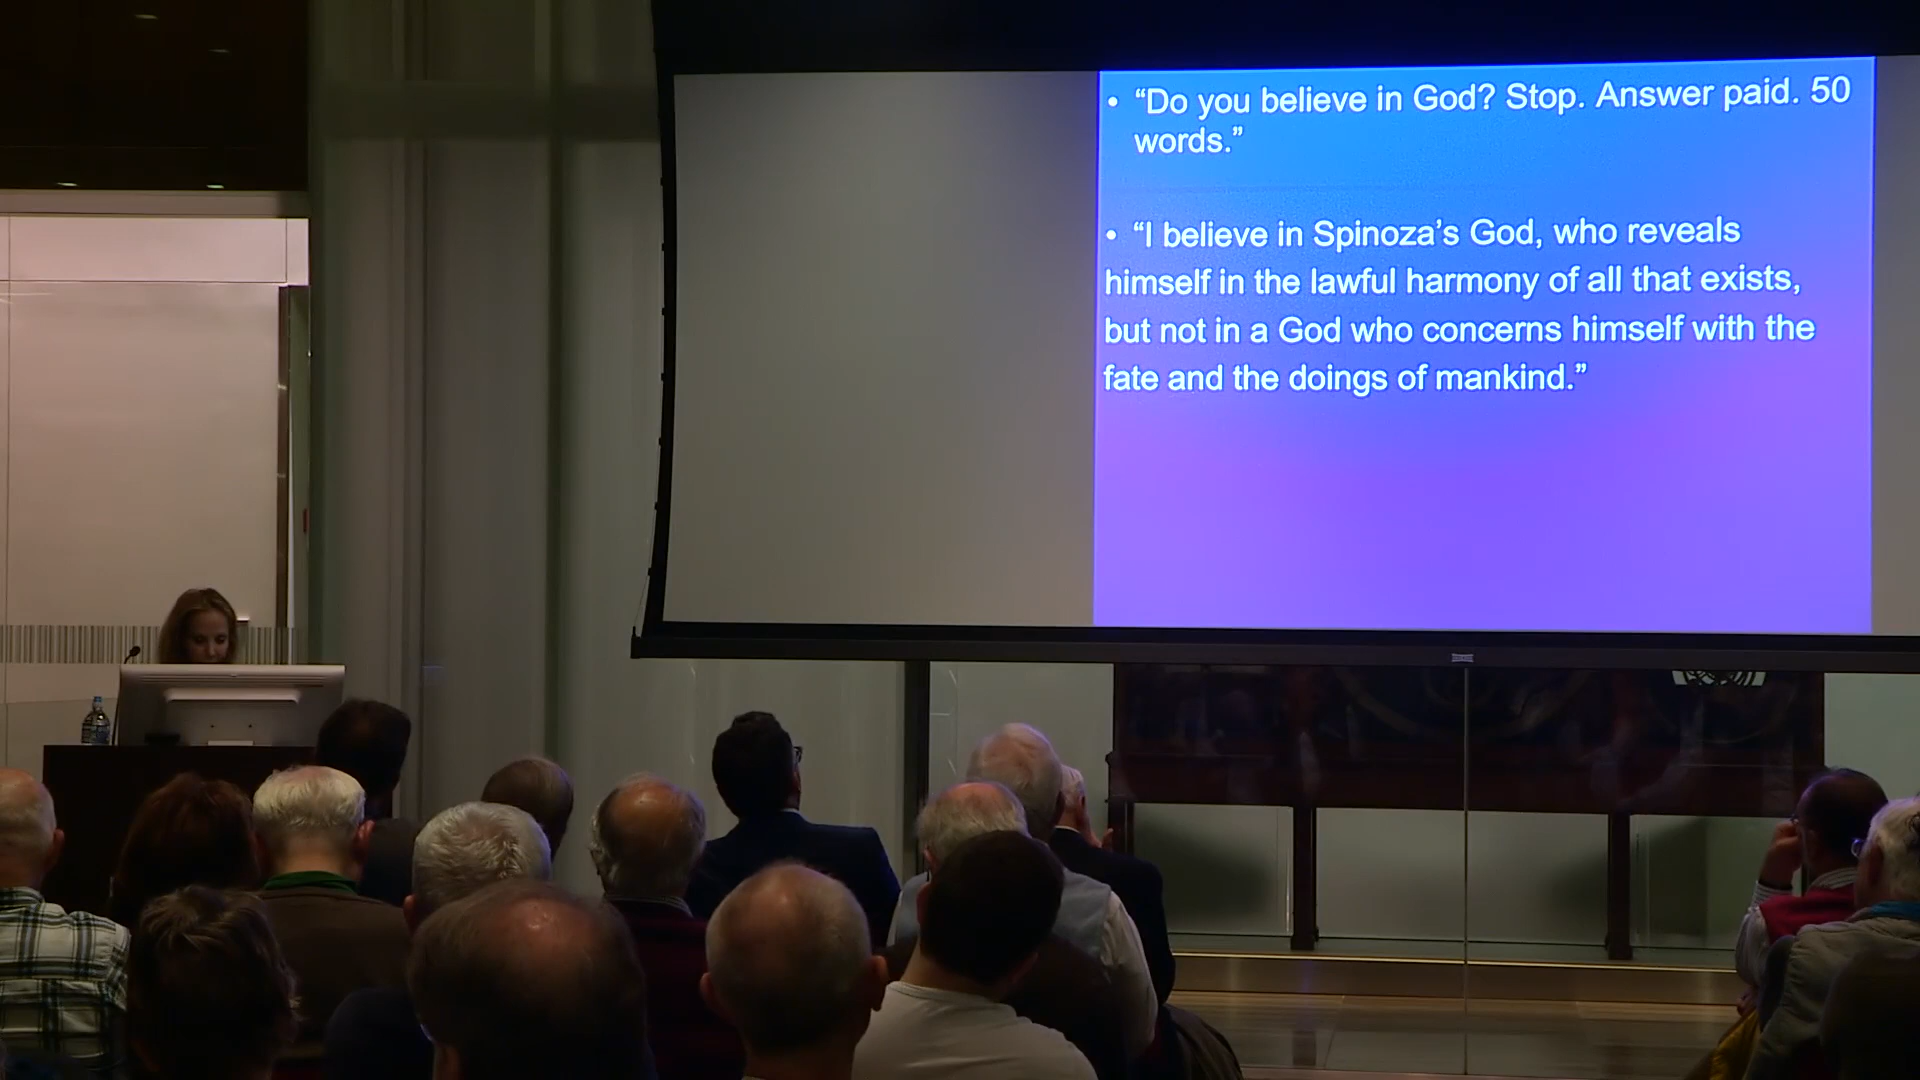 • “Do you believe in God? Stop. Answer paid. 50
words.”
• “I believe in Spinoza’s God, who reveals
himself in the lawful harmony of all that exists,
but not in a God who concerns himself with the
fate and the doings of mankind.”